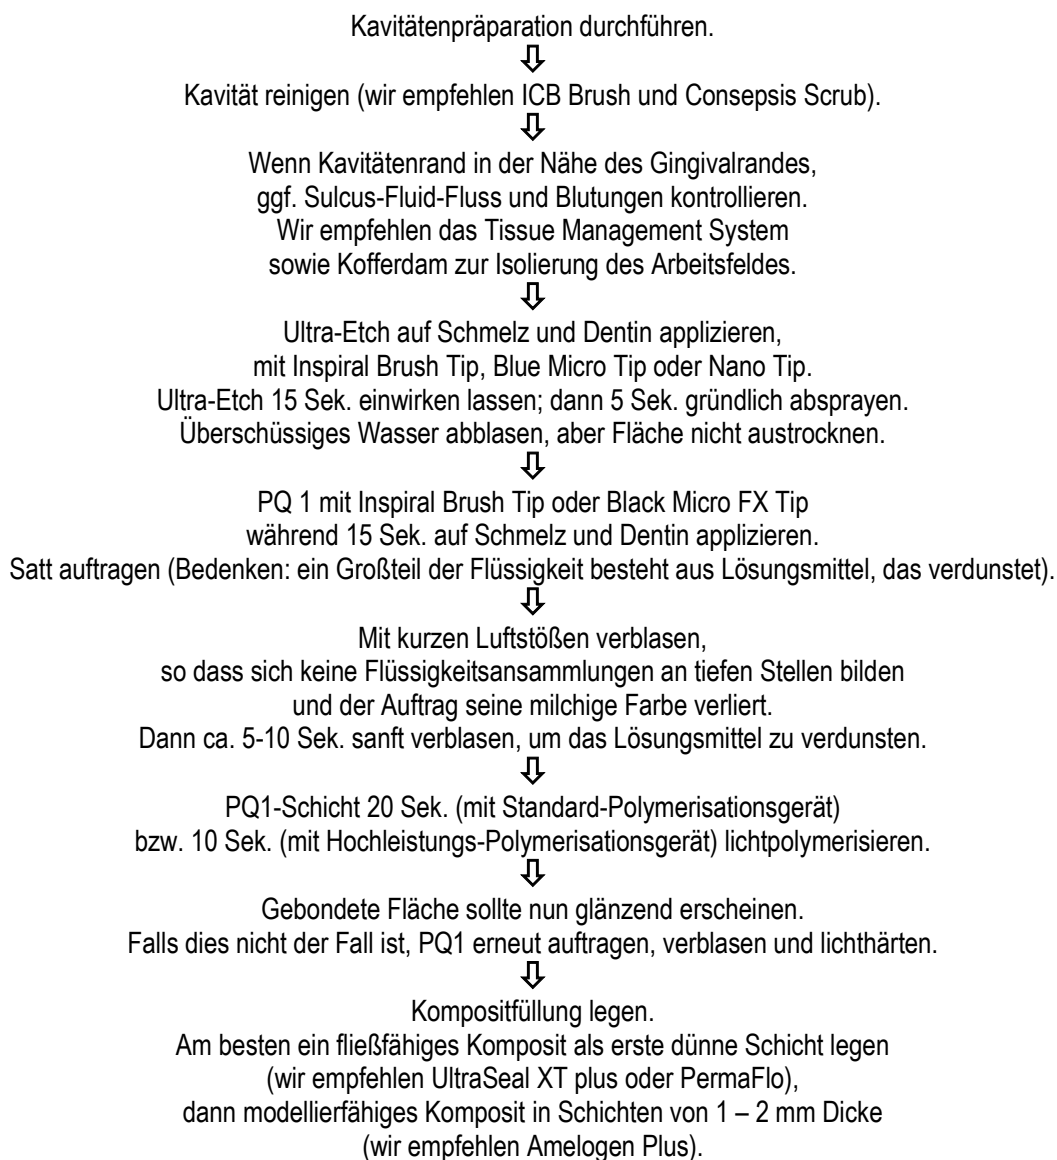 Kavitätenpräparation durchführen.
⇩
Kavität reinigen (wir empfehlen ICB Brush und Consepsis Scrub).
⇩
Wenn Kavitätenrand in der Nähe des Gingivalrandes,
ggf. Sulcus-Fluid-Fluss und Blutungen kontrollieren.
Wir empfehlen das Tissue Management System
sowie Kofferdam zur Isolierung des Arbeitsfeldes.
⇩
Ultra-Etch auf Schmelz und Dentin applizieren,
mit Inspiral Brush Tip, Blue Micro Tip oder Nano Tip.
Ultra-Etch 15 Sek. einwirken lassen; dann 5 Sek. gründlich absprayen.
Überschüssiges Wasser abblasen, aber Fläche nicht austrocknen.
⇩
PQ 1 mit Inspiral Brush Tip oder Black Micro FX Tip
während 15 Sek. auf Schmelz und Dentin applizieren.
Satt auftragen (Bedenken: ein Großteil der Flüssigkeit besteht aus Lösungsmittel, das verdunstet).
⇩
Mit kurzen Luftstößen verblasen,
so dass sich keine Flüssigkeitsansammlungen an tiefen Stellen bilden
und der Auftrag seine milchige Farbe verliert.
Dann ca. 5-10 Sek. sanft verblasen, um das Lösungsmittel zu verdunsten.
⇩
PQ1-Schicht 20 Sek. (mit Standard-Polymerisationsgerät)
bzw. 10 Sek. (mit Hochleistungs-Polymerisationsgerät) lichtpolymerisieren.
⇩
Gebondete Fläche sollte nun glänzend erscheinen.
Falls dies nicht der Fall ist, PQ1 erneut auftragen, verblasen und lichthärten.
⇩
Kompositfüllung legen.
Am besten ein fließfähiges Komposit als erste dünne Schicht legen
(wir empfehlen UltraSeal XT plus oder PermaFlo),
dann modellierfähiges Komposit in Schichten von 1 – 2 mm Dicke
(wir empfehlen Amelogen Plus).